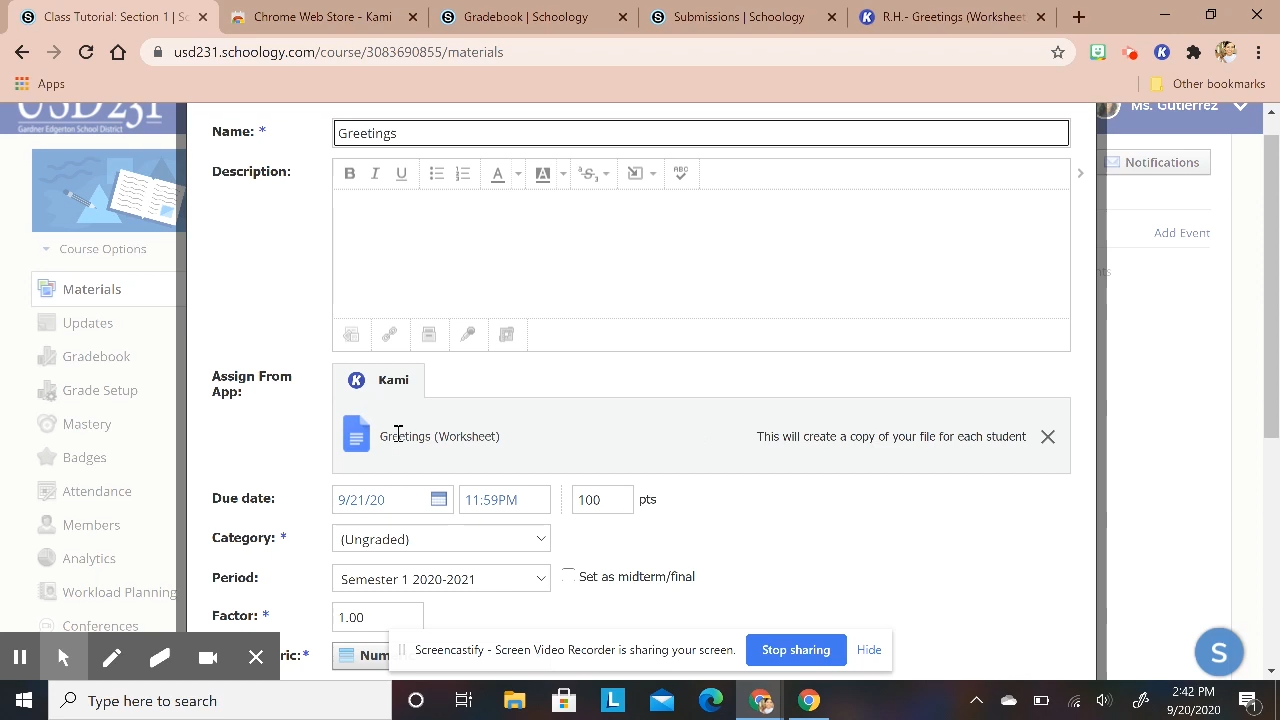 Class Turner: Section 1 | Sc
Chrome Web Store - Kami
Gradebook | Schoology
Submissions | Schoology
R.H - Greetings (Worksheet
usd231.schoology.com/course/3083690855/materials
Apps
Other bookmarks
USD231
Gardner Edgerton School District
Ms. Gutierrez
Name: *
Greetings
Description:
B I U A A S ABC
Notifications
Add Event
Course Options
Materials
Updates
Gradebook
Grade Setup
Mastery
Badges
Attendance
Members
Analytics
Workload Planning
Conferences
Assign From
App:
K Kami
Greetings (Worksheet)
This will create a copy of your file for each student
Due date:
9/21/20
11:59PM
100
pts
Category: *
(Ungraded)
Period:
Semester 1 2020-2021
Set as midterm/final
Factor: *
1.00
ric:*
Num
Screencastify - Screen Video Recorder is sharing your screen.
Stop sharing
Hide
S
Type here to search
L
2:42 PM
9/20/2020
1